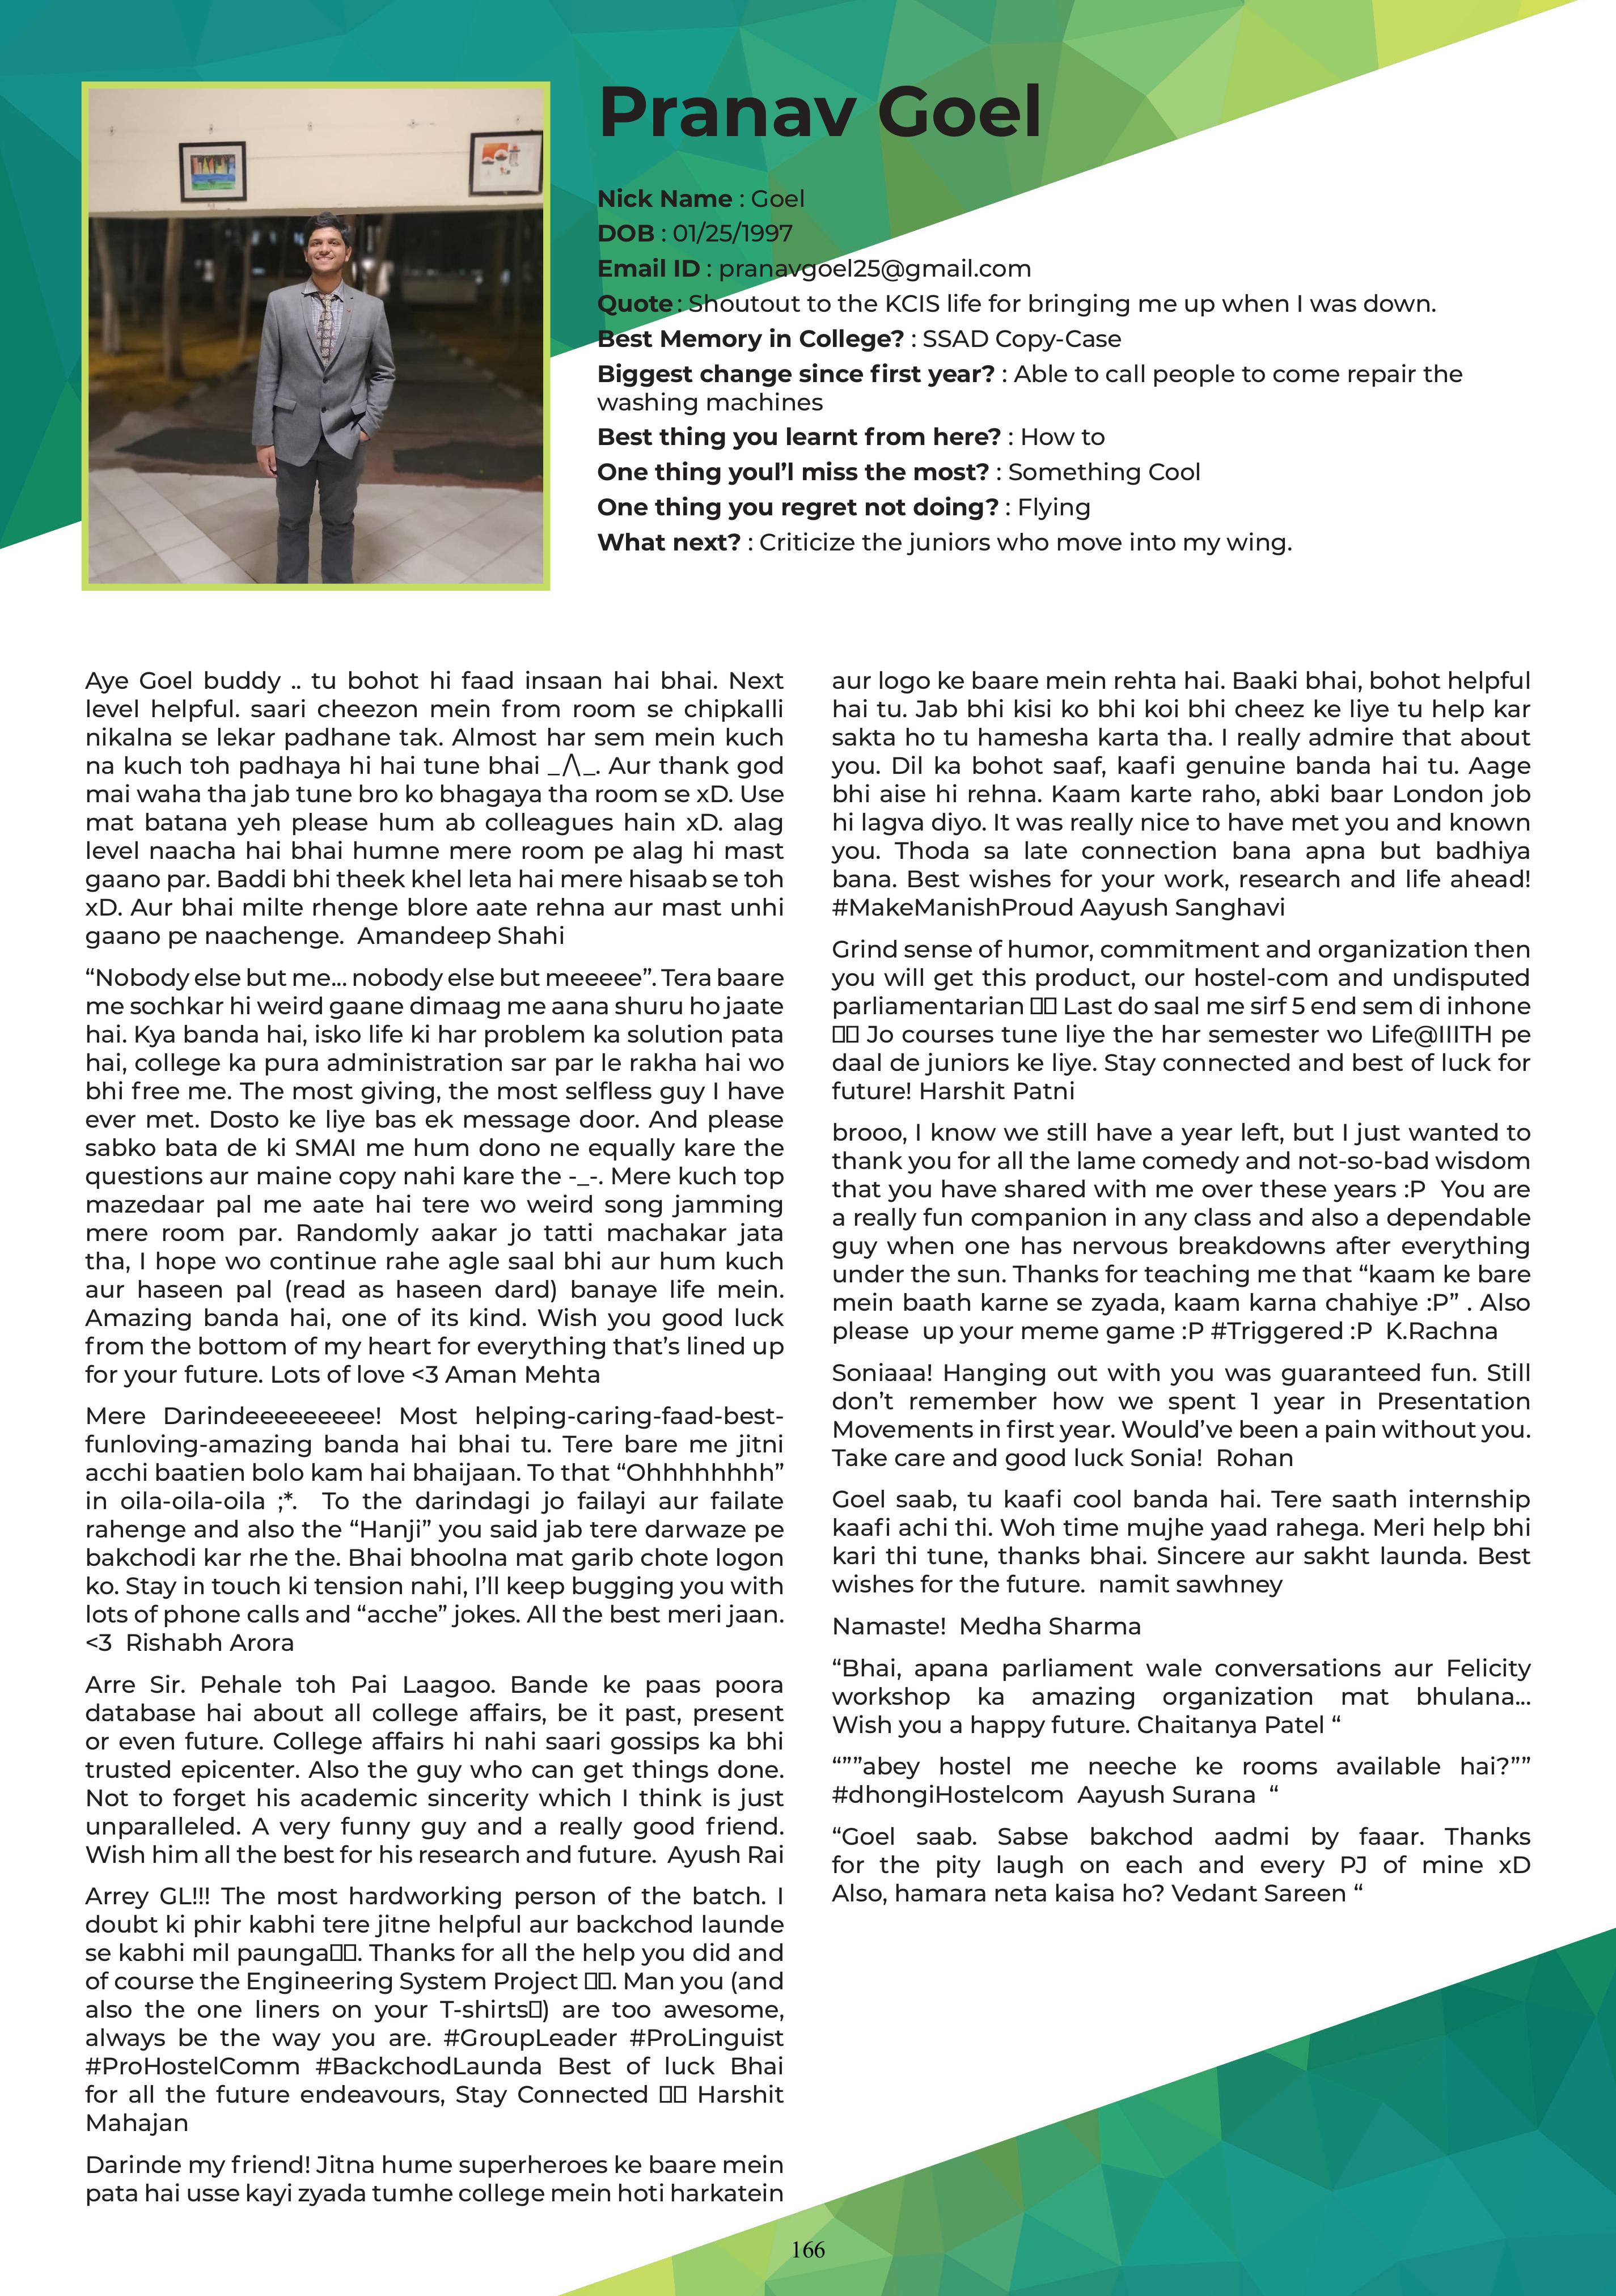 Pranav Goel
Nick Name : Goel
DOB : 01/25/1997
Email ID : pranavgoel25@gmail.com
Quote : Shoutout to the KCIS life for bringing me up when I was down.
Best Memory in College? : SSAD Copy-Case
Biggest change since first year? : Able to call people to come repair the
washing machines
Best thing you learnt from here? : How to
One thing youl’l miss the most? : Something Cool
One thing you regret not doing? : Flying
What next? : Criticize the juniors who move into my wing.
Aye Goel buddy .. tu bohot hi faad insaan hai bhai. Next
level helpful. saari cheezon mein from room se chipkalli
nikalna se lekar padhane tak. Almost har sem mein kuch
na kuch toh padhaya hi hai tune bhai _/\_. Aur thank god
mai waha tha jab tune bro ko bhagaya tha room se xD. Use
mat batana yeh please hum ab colleagues hain xD. alag
level naacha hai bhai humne mere room pe alag hi mast
gaano par. Baddi bhi theek khel leta hai mere hisaab se toh
xD. Aur bhai milte rhenge blore aate rehna aur mast unhi
gaano pe naachenge.  Amandeep Shahi
“Nobody else but me... nobody else but meeeee”. Tera baare
me sochkar hi weird gaane dimaag me aana shuru ho jaate
hai. Kya banda hai, isko life ki har problem ka solution pata
hai, college ka pura administration sar par le rakha hai wo
bhi free me. The most giving, the most selfless guy I have
ever met. Dosto ke liye bas ek message door. And please
sabko bata de ki SMAI me hum dono ne equally kare the
questions aur maine copy nahi kare the -_-. Mere kuch top
mazedaar pal me aate hai tere wo weird song jamming
mere room par. Randomly aakar jo tatti machakar jata
tha, I hope wo continue rahe agle saal bhi aur hum kuch
aur haseen pal (read as haseen dard) banaye life mein.
Amazing banda hai, one of its kind. Wish you good luck
from the bottom of my heart for everything that’s lined up
for your future. Lots of love <3 Aman Mehta
Mere Darindeeeeeeeee! Most helping-caring-faad-best-
funloving-amazing banda hai bhai tu. Tere bare me jitni
acchi baatien bolo kam hai bhaijaan. To that “Ohhhhhhhh”
in oila-oila-oila ;*.  To the darindagi jo failayi aur failate
rahenge and also the “Hanji” you said jab tere darwaze pe
bakchodi kar rhe the. Bhai bhoolna mat garib chote logon
ko. Stay in touch ki tension nahi, I’ll keep bugging you with
lots of phone calls and “acche” jokes. All the best meri jaan.
<3  Rishabh Arora
Arre Sir. Pehale toh Pai Laagoo. Bande ke paas poora
database hai about all college affairs, be it past, present
or even future. College affairs hi nahi saari gossips ka bhi
trusted epicenter. Also the guy who can get things done.
Not to forget his academic sincerity which I think is just
unparalleled. A very funny guy and a really good friend.
Wish him all the best for his research and future.  Ayush Rai
Arrey GL!!! The most hardworking person of the batch. I
doubt ki phir kabhi tere jitne helpful aur backchod launde
se kabhi mil paunga□□. Thanks for all the help you did and
of course the Engineering System Project □□. Man you (and
also the one liners on your T-shirts□) are too awesome,
always be the way you are. #GroupLeader #ProLinguist
#ProHostelComm #BackchodLaunda Best of luck Bhai
for all the future endeavours, Stay Connected □□ Harshit
Mahajan
Darinde my friend! Jitna hume superheroes ke baare mein
pata hai usse kayi zyada tumhe college mein hoti harkatein
aur logo ke baare mein rehta hai. Baaki bhai, bohot helpful
hai tu. Jab bhi kisi ko bhi koi bhi cheez ke liye tu help kar
sakta ho tu hamesha karta tha. I really admire that about
you. Dil ka bohot saaf, kaafi genuine banda hai tu. Aage
bhi aise hi rehna. Kaam karte raho, abki baar London job
hi lagva diyo. It was really nice to have met you and known
you. Thoda sa late connection bana apna but badhiya
bana. Best wishes for your work, research and life ahead!
#MakeManishProud Aayush Sanghavi
Grind sense of humor, commitment and organization then
you will get this product, our hostel-com and undisputed
parliamentarian □□ Last do saal me sirf 5 end sem di inhone
□□ Jo courses tune liye the har semester wo Life@IIITH pe
daal de juniors ke liye. Stay connected and best of luck for
future! Harshit Patni
brooo, I know we still have a year left, but I just wanted to
thank you for all the lame comedy and not-so-bad wisdom
that you have shared with me over these years :P  You are
a really fun companion in any class and also a dependable
guy when one has nervous breakdowns after everything
under the sun. Thanks for teaching me that “kaam ke bare
mein baath karne se zyada, kaam karna chahiye :P” . Also
please  up your meme game :P #Triggered :P  K.Rachna
Soniaaa! Hanging out with you was guaranteed fun. Still
don’t remember how we spent 1 year in Presentation
Movements in first year. Would’ve been a pain without you.
Take care and good luck Sonia!  Rohan
Goel saab, tu kaafi cool banda hai. Tere saath internship
kaafi achi thi. Woh time mujhe yaad rahega. Meri help bhi
kari thi tune, thanks bhai. Sincere aur sakht launda. Best
wishes for the future.  namit sawhney
Namaste!  Medha Sharma
“Bhai, apana parliament wale conversations aur Felicity
workshop ka amazing organization mat bhulana...
Wish you a happy future. Chaitanya Patel “
“””abey hostel me neeche ke rooms available hai?””
#dhongiHostelcom  Aayush Surana  “
“Goel saab. Sabse bakchod aadmi by faaar. Thanks
for the pity laugh on each and every PJ of mine xD
Also, hamara neta kaisa ho? Vedant Sareen “
166